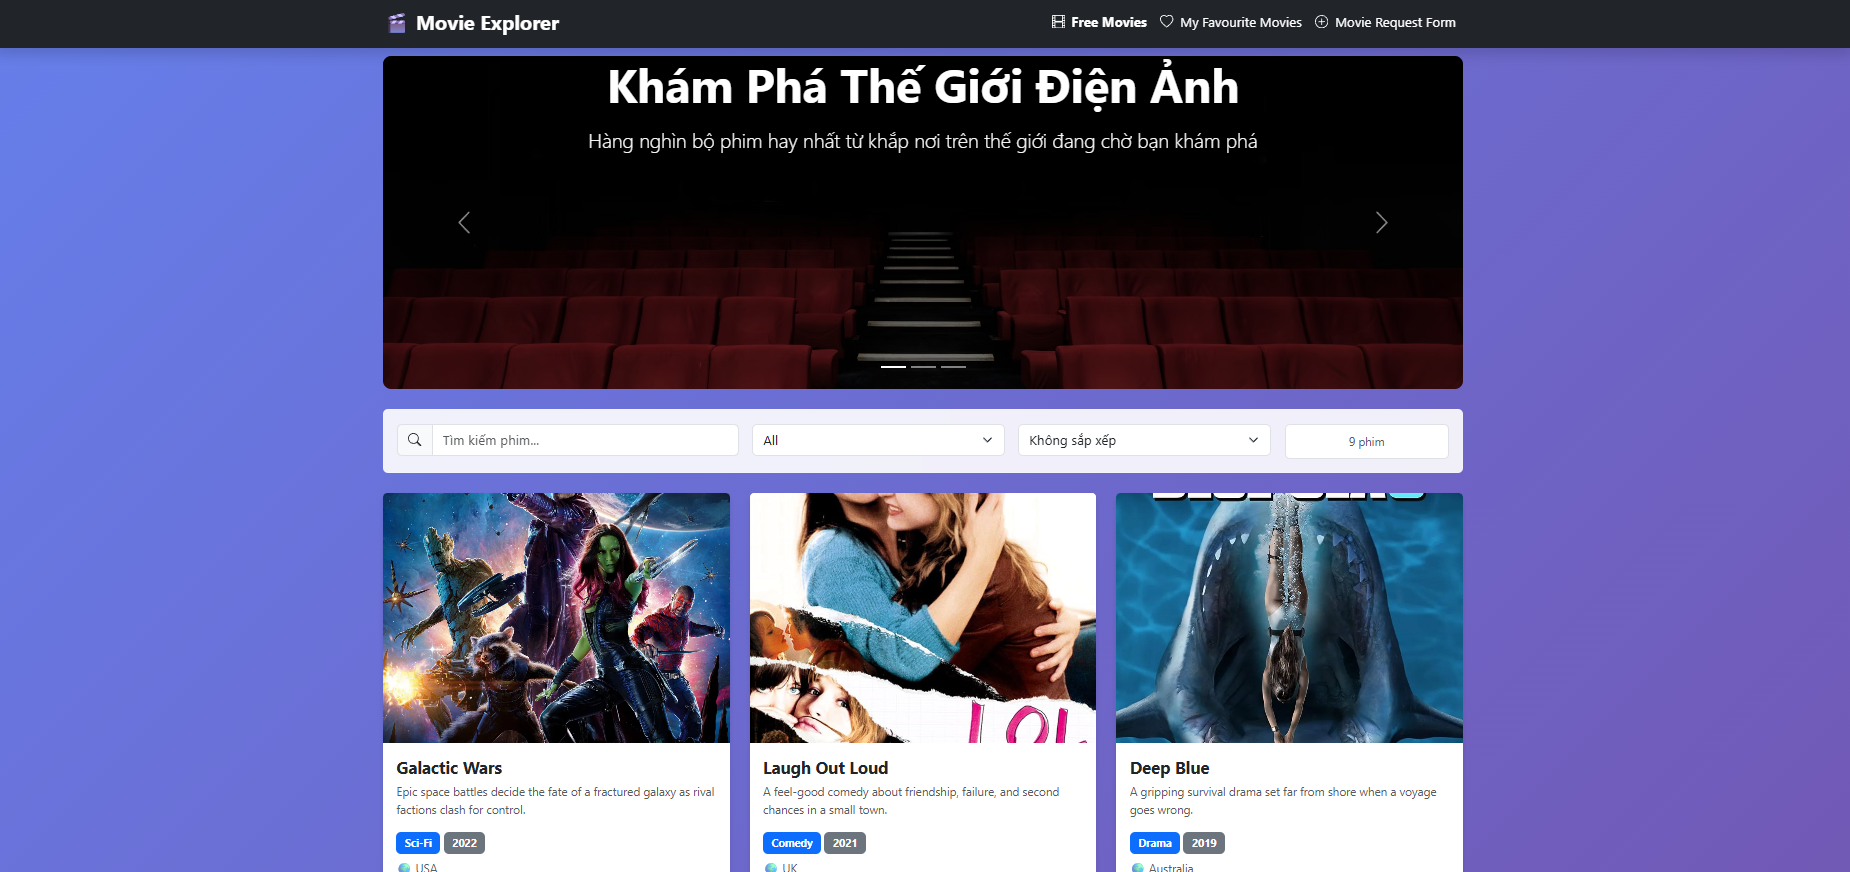 Movie Explorer
Free Movies
My Favourite Movies
Movie Request Form
Khám Phá Thế Giới Điện Ảnh
Hàng nghìn bộ phim hay nhất từ khắp nơi trên thế giới đang chờ bạn khám phá
Tìm kiếm phim...
All
Không sắp xếp
9 phim
LOL
Galactic Wars
Epic space battles decide the fate of a fractured galaxy as rival
factions clash for control.
Sci-Fi
2022
USA
Laugh Out Loud
A feel-good comedy about friendship, failure, and second
chances in a small town.
Comedy
2021
UK
Deep Blue
A gripping survival drama set far from shore when a voyage
goes wrong.
Drama
2019
Australia